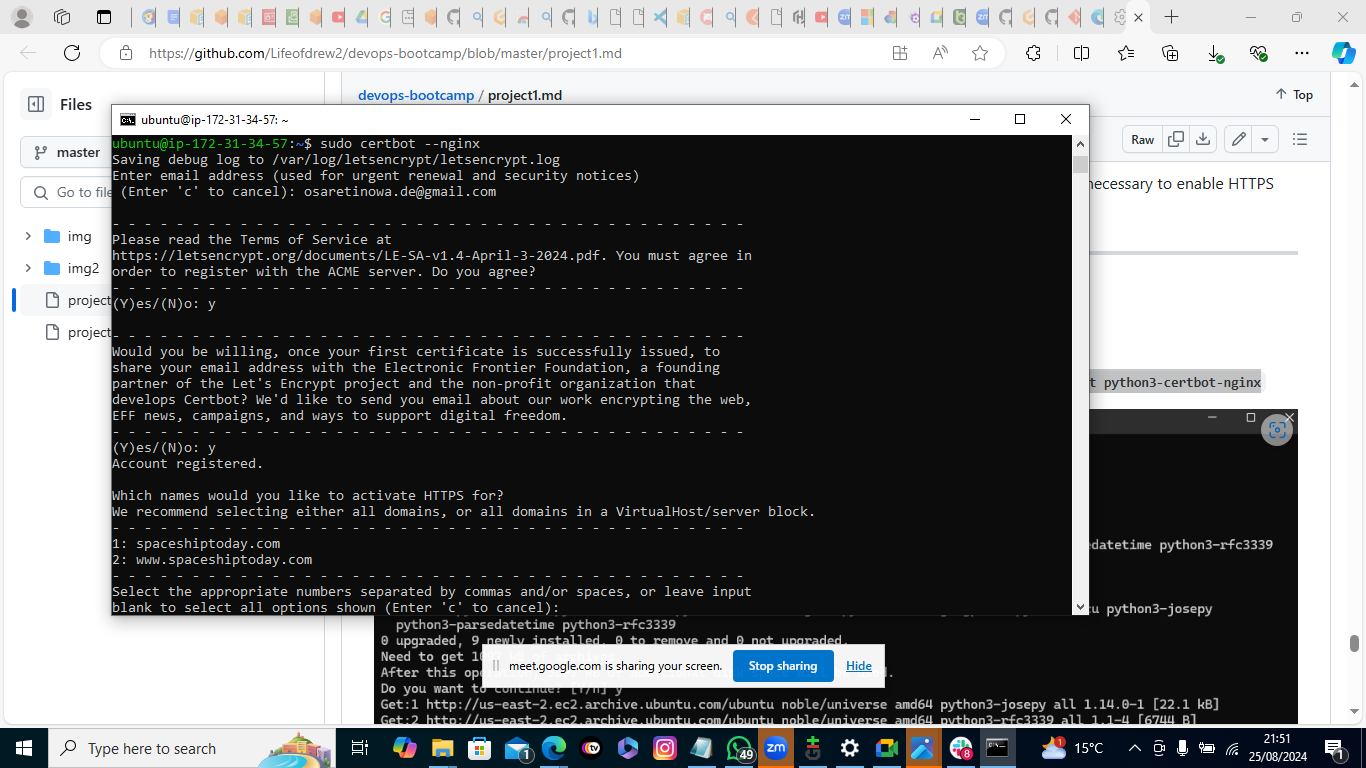 https://github.com/Lifeofdrew2/devops-bootcamp/blob/master/project1.md
Files
devops-bootcamp / project1.md
Top
master
Raw
Go to file
img
img2
project
project
necessary to enable HTTPS
t python3-certbot-nginx
ubuntu@ip-172-31-34-57: ~
ubuntu@ip-172-31-34-57:~$ sudo certbot --nginx
Saving debug log to /var/log/letsencrypt/letsencrypt.log
Enter email address (used for urgent renewal and security notices)
(Enter 'c' to cancel): osaretinowa.de@gmail.com
- - - - - - - - - - - - - - - - - - - - - - - - - - - - - - - - - - - - - - - -
Please read the Terms of Service at
https://letsencrypt.org/documents/LE-SA-v1.4-April-3-2024.pdf. You must agree in
order to register with the ACME server. Do you agree?
- - - - - - - - - - - - - - - - - - - - - - - - - - - - - - - - - - - - - - - -
(Y)es/(N)o: y
- - - - - - - - - - - - - - - - - - - - - - - - - - - - - - - - - - - - - - - -
Would you be willing, once your first certificate is successfully issued, to
share your email address with the Electronic Frontier Foundation, a founding
partner of the Let's Encrypt project and the non-profit organization that
develops Certbot? We'd like to send you email about our work encrypting the web,
EFF news, campaigns, and ways to support digital freedom.
- - - - - - - - - - - - - - - - - - - - - - - - - - - - - - - - - - - - - - - -
(Y)es/(N)o: y
Account registered.
Which names would you like to activate HTTPS for?
We recommend selecting either all domains, or all domains in a VirtualHost/server block.
- - - - - - - - - - - - - - - - - - - - - - - - - - - - - - - - - - - - - - - -
1: spaceshiptoday.com
2: www.spaceshiptoday.com
- - - - - - - - - - - - - - - - - - - - - - - - - - - - - - - - - - - - - - - -
Select the appropriate numbers separated by commas and/or spaces, or leave input
blank to select all options shown (Enter 'c' to cancel):
datetime python3-rfc3339
tu python3-josepy
python3-parsedatetime python3-rfc3339
0 upgraded, 9 newly installed, 0 to remove and 0 not upgraded.
Need to get
After this
Do you want to continue? [Y/n] y
Get:1 http://us-east-2.ec2.archive.ubuntu.com/ubuntu noble/universe amd64 python3-josepy all 1.14.0-1 [22.1 kB]
Get:2 http://us-east-2.ec2.archive.ubuntu.com/ubuntu noble/universe amd64 python3-rfc3339 all 1.1-4 [6744 B]
meet.google.com is sharing your screen.
Stop sharing
Hide
Type here to search
1
49
zm
8
15°C
21:51
25/08/2024
1